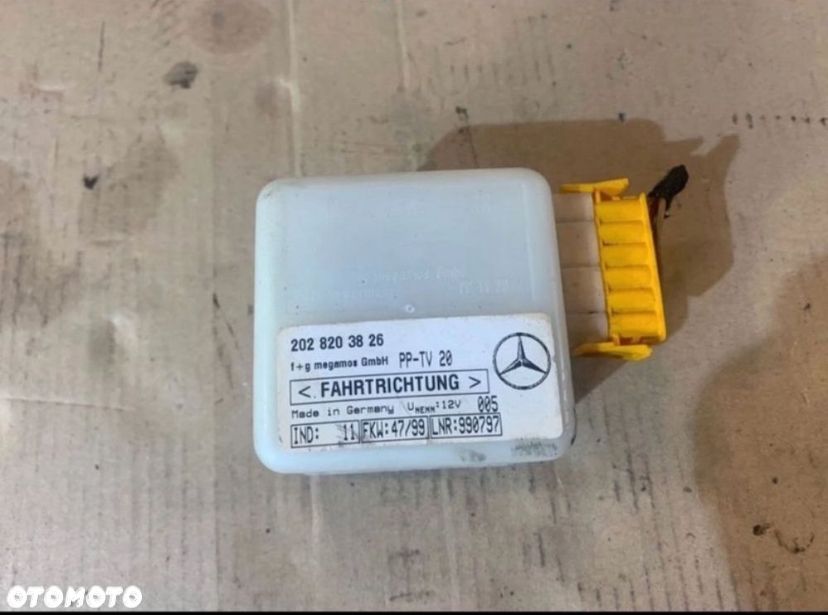 202 820 38 26
f+g megamos GmbH PP-TV 20
< FAHRTRICHTUNG >
Made in Germany UNENN:12V 005
IND: 11 FKW:47/99 LNR:990797
OTOMOTO